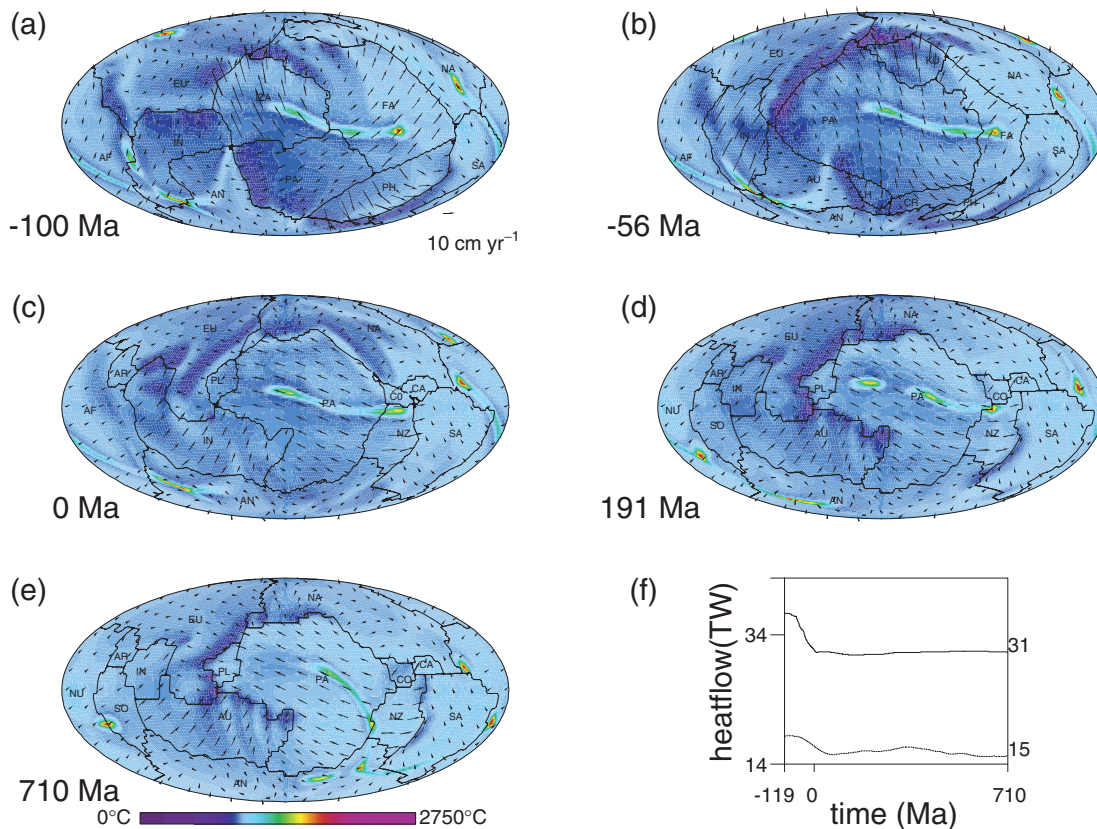 (a)
EU
IZA
NA
FA
IN
AF
AN
PA
PH
SA
-100 Ma
10 cm yr⁻¹
(b)
EU
KU
NA
PA
IN
FA
AF
AU
SA
AN
CR
PH
-56 Ma
(c)
EU
NA
AR
PL
CA
C0
AF
PA
IN
NZ
SA
AN
0 Ma
(d)
NA
EU
AR
IN
PL
CA
PA
CO
NU
SO
AU
NZ
SA
AN
191 Ma
(e)
NA
EU
AR
IN
PL
CA
PA
CO
NU
SO
AU
NZ
SA
AN
710 Ma
0°C
2750°C
(f)
heatflow(TW)
34
31
15
14
-119 0 710
time (Ma)